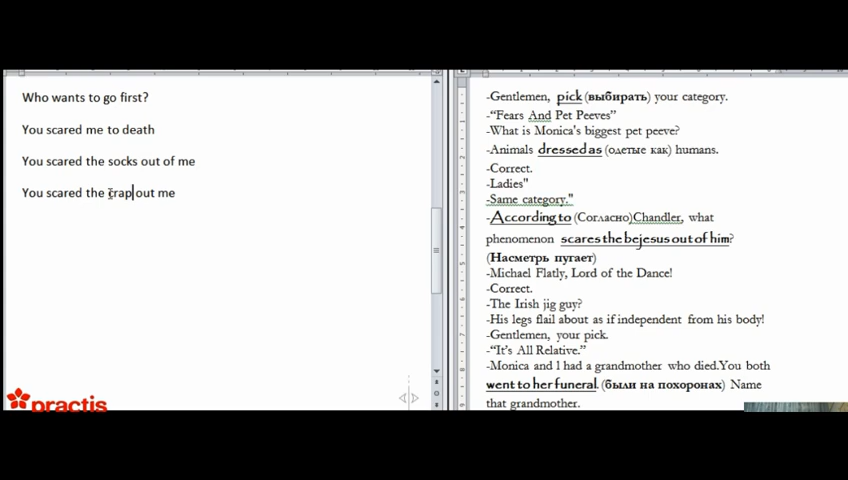 Who wants to go first?
You scared me to death
You scared the socks out of me
You scared the crap out me
practis
-Gentlemen, pick (выбирать) your category.
-“Fears And Pet Peeves”
-What is Monica's biggest pet peeve?
-Animals dressed as (одетые как) humans.
-Correct.
-Ladies"
-Same category."
-According to (Согласно)Chandler, what
phenomenon scares the bejesus out of him?
(Насметрь пугает)
-Michael Flatly, Lord of the Dance!
-Correct.
-The Irish jig guy?
-His legs flail about as if independent from his body!
-Gentlemen, your pick.
-“It’s All Relative.”
-Monica and l had a grandmother who died.You both
went to her funeral. (были на похоронах) Name
that grandmother.